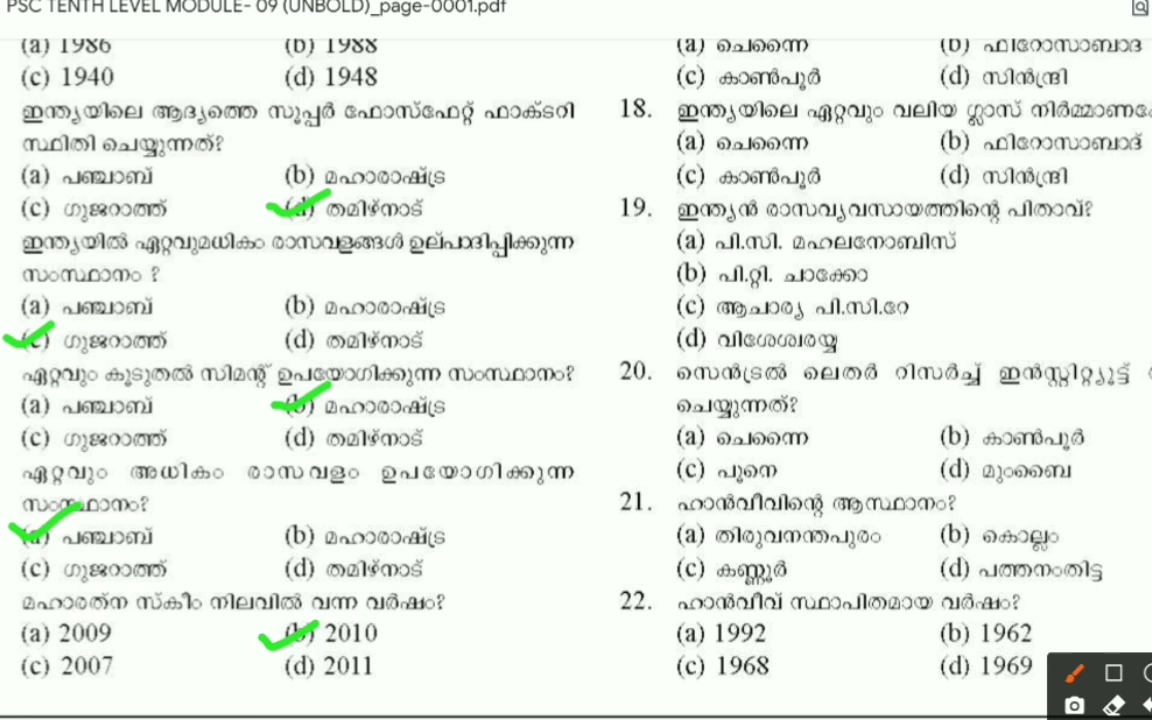 PSC TENTH LEVEL MODULE- 09 (UNBOLD)_page-0001.pdf
(a) 1986 (b) 1988
(c) 1940 (d) 1948
ഇന്ത്യയിലെ ആദ്യത്തെ സൂപ്പർ ഫോസ്ഫേറ്റ് ഫാക്ടറി
സ്ഥിതി ചെയ്യുന്നത്?
(a) പഞ്ചാബ് (b) മഹാരാഷ്ട്ര
(c) ഗുജറാത്ത് (d) തമിഴ്നാട്
ഇന്ത്യയിൽ ഏറ്റവുമധികം രാസവളങ്ങൾ ഉല്പാദിപ്പിക്കുന്ന
സംസ്ഥാനം ?
(a) പഞ്ചാബ് (b) മഹാരാഷ്ട്ര
(c) ഗുജറാത്ത് (d) തമിഴ്നാട്
ഏറ്റവും കൂടുതൽ സിമന്റ് ഉപയോഗിക്കുന്ന സംസ്ഥാനം?
(a) പഞ്ചാബ് (b) മഹാരാഷ്ട്ര
(c) ഗുജറാത്ത് (d) തമിഴ്നാട്
ഏറ്റവും അധികം രാസവളം ഉപയോഗിക്കുന്ന
സംസ്ഥാനം?
(a) പഞ്ചാബ് (b) മഹാരാഷ്ട്ര
(c) ഗുജറാത്ത് (d) തമിഴ്നാട്
മഹാരത്ന സ്കീം നിലവിൽ വന്ന വർഷം?
(a) 2009 (b) 2010
(c) 2007 (d) 2011
(a) ചെന്നൈ (b) ഫിറോസാബാദ്
(c) കാൺപൂർ (d) സിൻന്ദ്രി
18. ഇന്ത്യയിലെ ഏറ്റവും വലിയ ഗ്ലാസ് നിർമ്മാണ
(a) ചെന്നൈ (b) ഫിറോസാബാദ്
(c) കാൺപൂർ (d) സിൻന്ദ്രി
19. ഇന്ത്യൻ രാസവ്യവസായത്തിന്റെ പിതാവ്?
(a) പി.സി. മഹലനോബിസ്
(b) പി.റ്റി. ചാക്കോ
(c) ആചാര്യ പി.സി.റേ
(d) വിശ്വേശ്വരയ്യ
20. സെൻട്രൽ ലെതർ റിസർച്ച് ഇൻസ്റ്റിറ്റ്യൂട്ട്
ചെയ്യുന്നത്?
(a) ചെന്നൈ (b) കാൺപൂർ
(c) പൂനെ (d) മുംബൈ
21. ഹാൻവീവിന്റെ ആസ്ഥാനം?
(a) തിരുവനന്തപുരം (b) കൊല്ലം
(c) കണ്ണൂർ (d) പത്തനംതിട്ട
22. ഹാൻവീവ് സ്ഥാപിതമായ വർഷം?
(a) 1992 (b) 1962
(c) 1968 (d) 1969